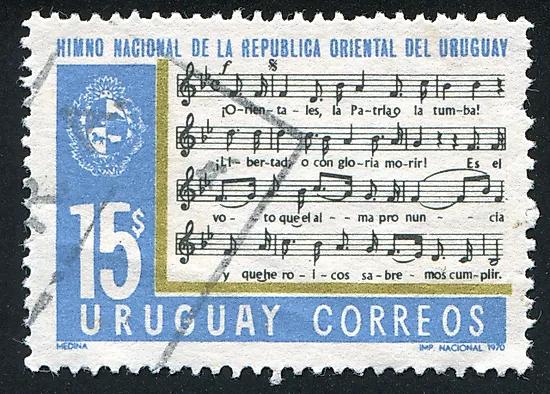 HIMNO NACIONAL DE LA REPUBLICA ORIENTAL DEL URUGUAY
f
¡O-rien-ta-les, la Patria o la tum-ba!
¡Li-ber-tad, o con glo-ria mo-rir! Es el
vo-to que el al--ma pro nun--cia
y que he ro-i-cos sa-bre-mos cum-plir.
15$
URUGUAY CORREOS
MEDINA
IMP. NACIONAL 1970